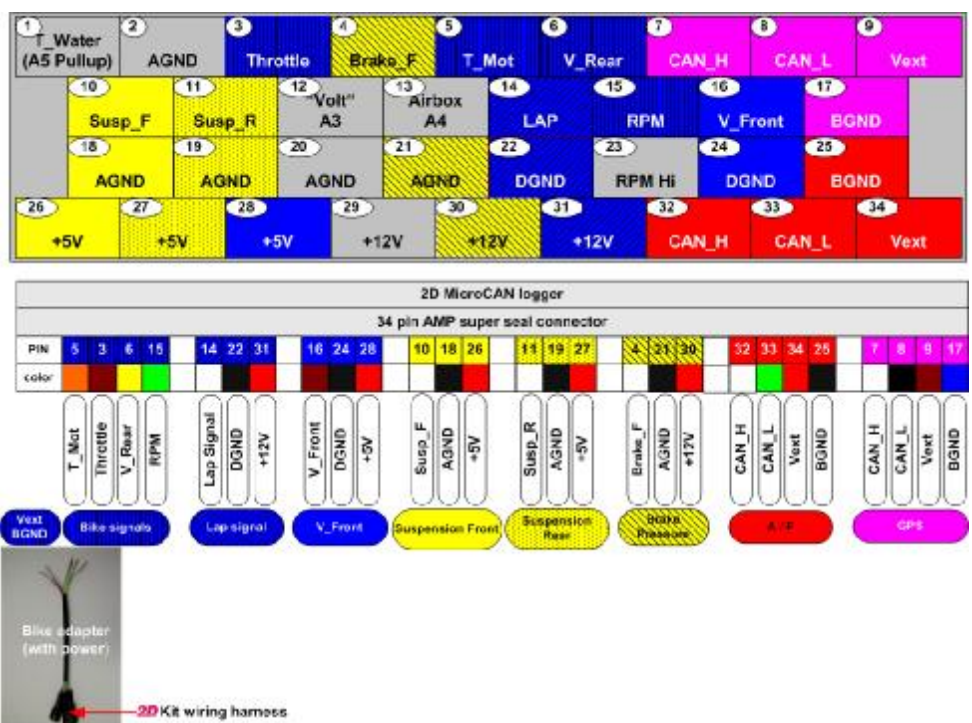 1 2 3 4 5 6 7 8 9
T_Water (A5 Pullup) AGND Throttle Brake_F T_Mot V_Rear CAN_H CAN_L Vext
10 11 12 13 14 15 16 17
Susp_F Susp_R "Volt" A3 Airbox A4 LAP RPM V_Front BGND
18 19 20 21 22 23 24 25
AGND AGND AGND AGND DGND RPM Hi DGND BGND
26 27 28 29 30 31 32 33 34
+5V +5V +5V +12V +12V +12V CAN_H CAN_L Vext
2D MicroCAN logger
34 pin AMP super seal connector
PIN 5 3 6 15 14 22 31 16 24 28 10 18 26 11 19 27 4 21 30 32 33 34 25 7 8 9 17
color
T_Mot Throttle V_Rear RPM Lap Signal DGND +12V V_Front DGND +5V Susp_F AGND +5V Susp_R AGND +5V Brake_F AGND +12V CAN_H CAN_L Vext BGND CAN_H CAN_L Vext BGND
Vext BGND Bike signals Lap signal V_Front Suspension Front Suspension Rear Brake Pressure A / F GPS
Bike adapter
(with power)
2D Kit wiring harness